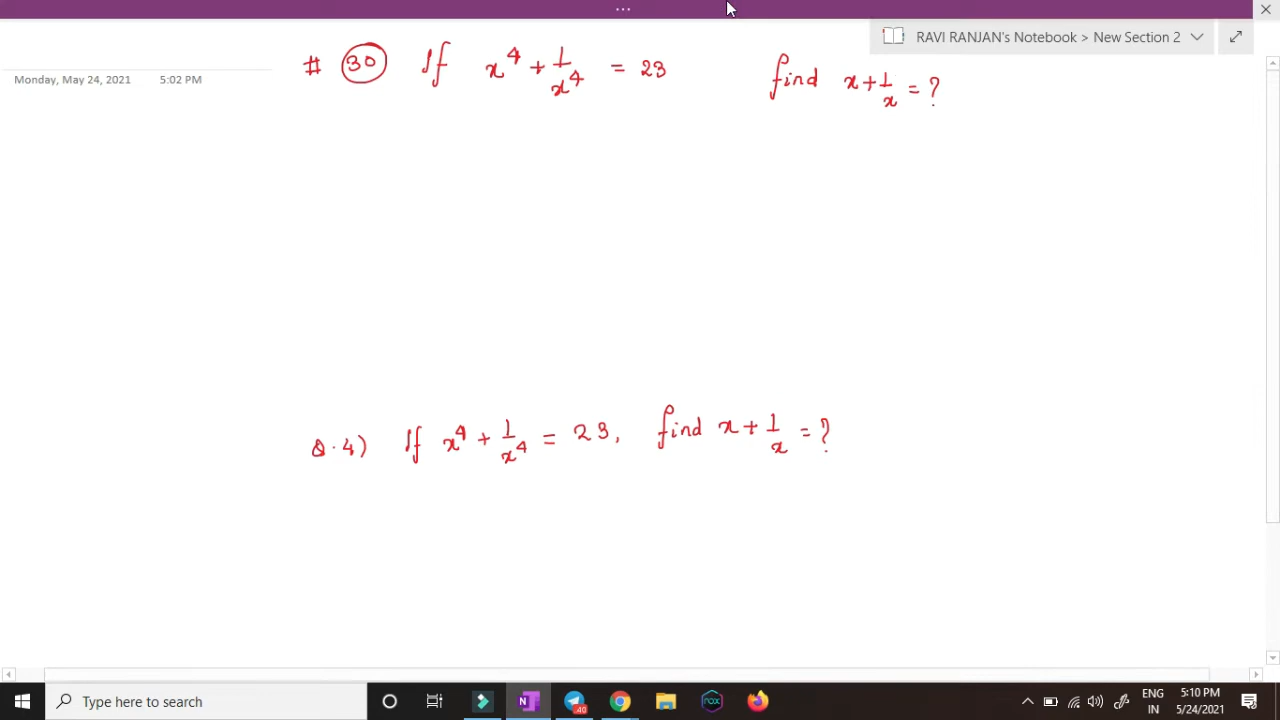 ...
RAVI RANJAN's Notebook > New Section 2
# 30 If x⁴ + 1/x⁴ = 23 find x + 1/x = ?
Monday, May 24, 2021 5:02 PM
Q.4) If x⁴ + 1/x⁴ = 23, find x + 1/x = ?
Type here to search
40
nox
ENG
IN
5:10 PM
5/24/2021